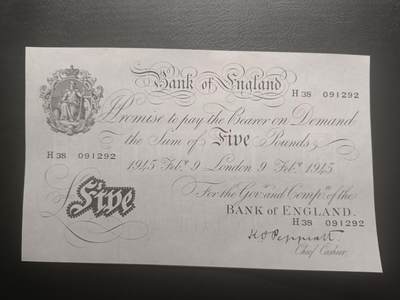 Bank of England
H38 091292
I Promise to pay the Bearer on Demand
the Sum of Five Pounds
H38 091292
1945 Feb.y 9 London 9 Feb.y 1945
For the Gov.r and Comp.a of the
BANK OF ENGLAND.
H38 091292
Five
K O Peppiatt
Chief Cashier